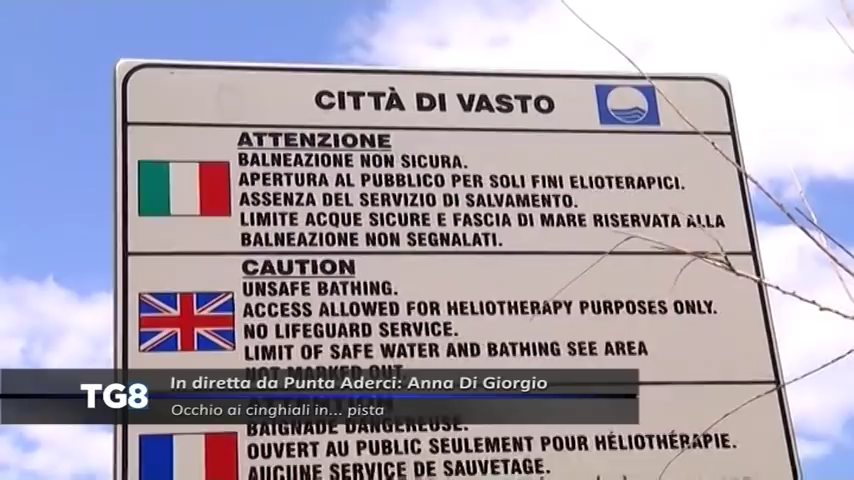 CITTÀ DI VASTO
ATTENZIONE
BALNEAZIONE NON SICURA.
APERTURA AL PUBBLICO PER SOLI FINI ELIOTERAPICI.
ASSENZA DEL SERVIZIO DI SALVAMENTO.
LIMITE ACQUE SICURE E FASCIA DI MARE RISERVATA ALLA
BALNEAZIONE NON SEGNALATI.
CAUTION
UNSAFE BATHING.
ACCESS ALLOWED FOR HELIOTHERAPY PURPOSES ONLY.
NO LIFEGUARD SERVICE.
LIMIT OF SAFE WATER AND BATHING SEE AREA
NOT MARKED OUT.
TG8
In diretta da Punta Aderci: Anna Di Giorgio
Occhio ai cinghiali in... pista
ATTENTION
BAIGNADE DANGEREUSE.
OUVERT AU PUBLIC SEULEMENT POUR HÉLIOTHÉRAPIE.
AUCUNE SERVICE DE SAUVETAGE.